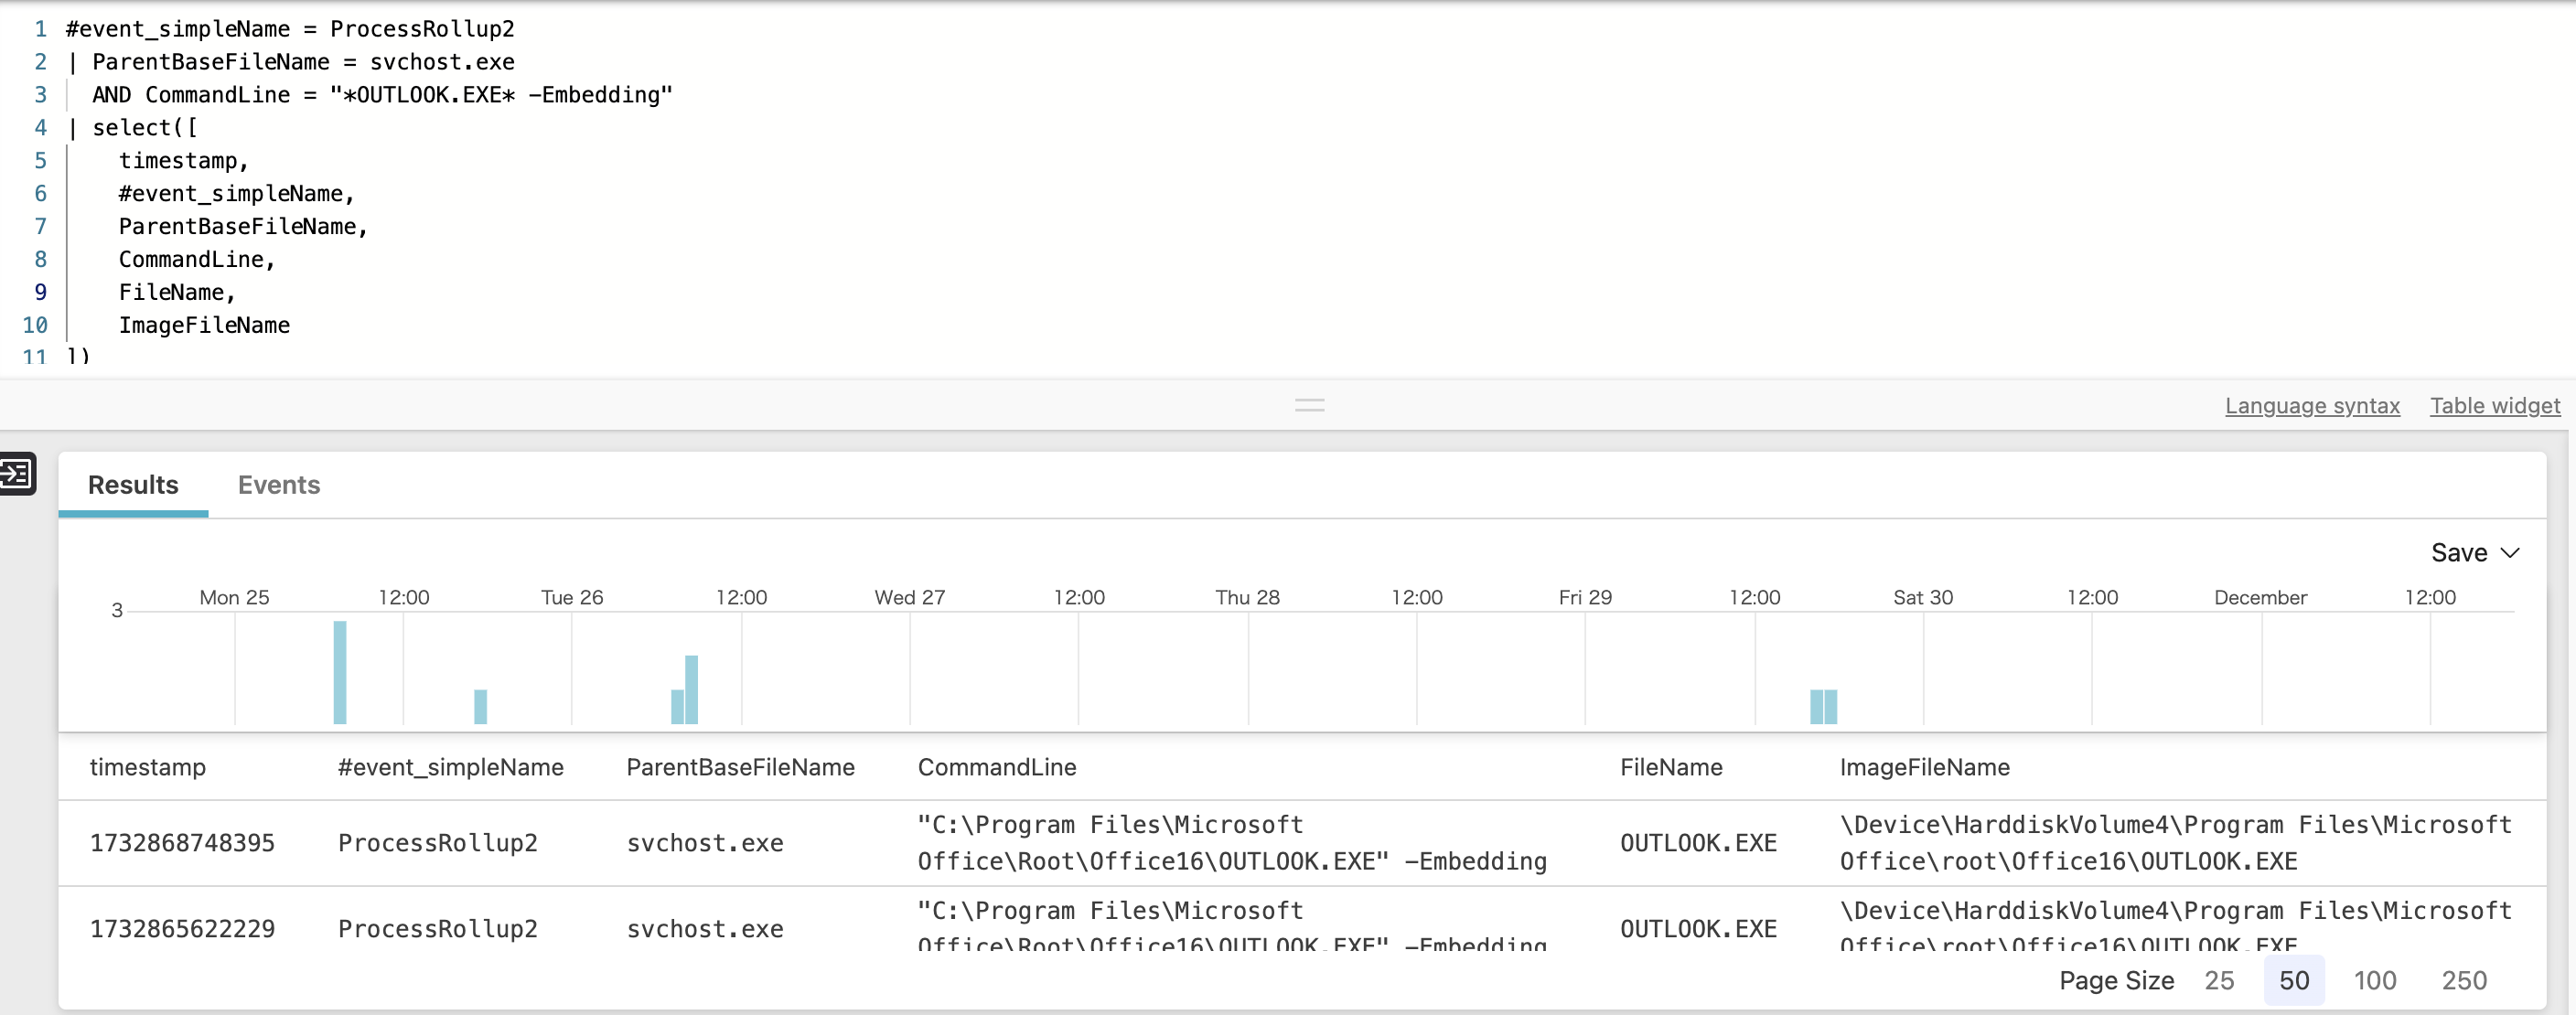 1 #event_simpleName = ProcessRollup2
2 | ParentBaseFileName = svchost.exe
3 AND CommandLine = "*OUTLOOK.EXE* -Embedding"
4 | select([
5 timestamp,
6 #event_simpleName,
7 ParentBaseFileName,
8 CommandLine,
9 FileName,
10 ImageFileName
11 ])
Language syntax Table widget
Results Events
Save
Mon 25 12:00 Tue 26 12:00 Wed 27 12:00 Thu 28 12:00 Fri 29 12:00 Sat 30 12:00 December 12:00
3
timestamp #event_simpleName ParentBaseFileName CommandLine FileName ImageFileName
"C:\Program Files\Microsoft \Device\HarddiskVolume4\Program Files\Microsoft
1732868748395 ProcessRollup2 svchost.exe OUTLOOK.EXE
Office\Root\Office16\OUTLOOK.EXE" -Embedding Office\root\Office16\OUTLOOK.EXE
"C:\Program Files\Microsoft \Device\HarddiskVolume4\Program Files\Microsoft
1732865622229 ProcessRollup2 svchost.exe OUTLOOK.EXE
Office\Root\Office16\OUTLOOK.EXE" -Embedding Office\root\Office16\OUTLOOK.EXE
Page Size 25 50 100 250